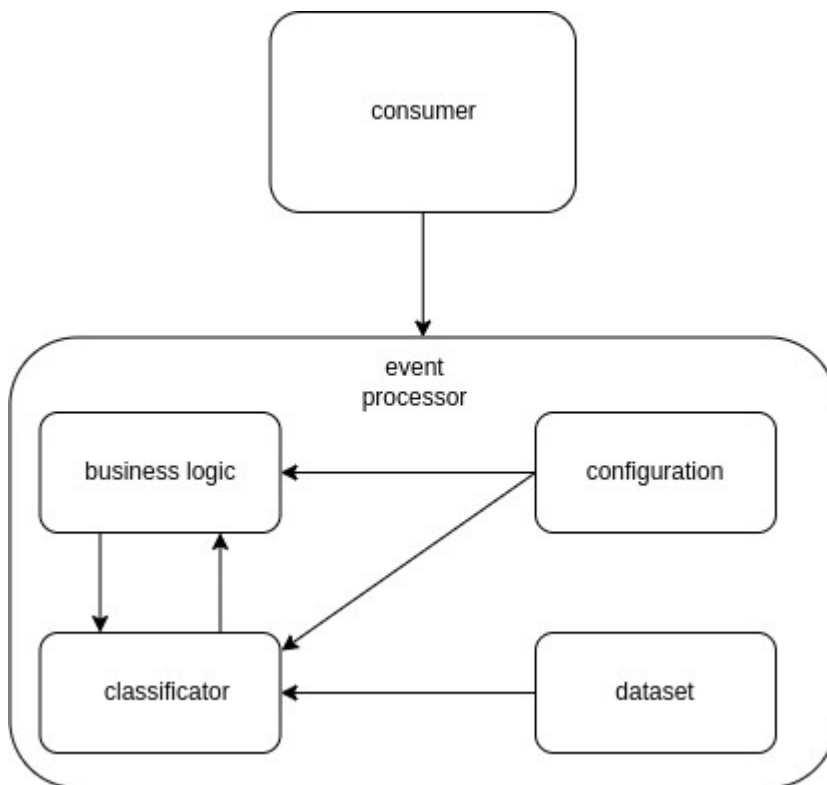 consumer
event
processor
business logic
configuration
classificator
dataset